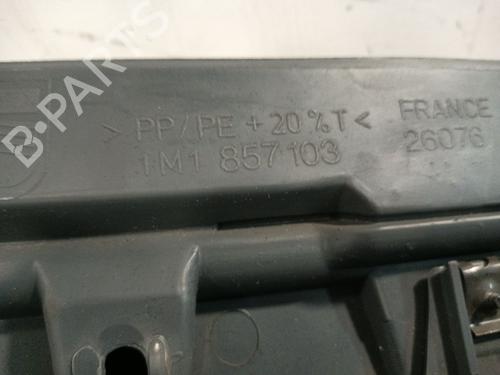 B-PARTS
> PP/PE + 20 %T < FRANCE
1M1 857 103 26076